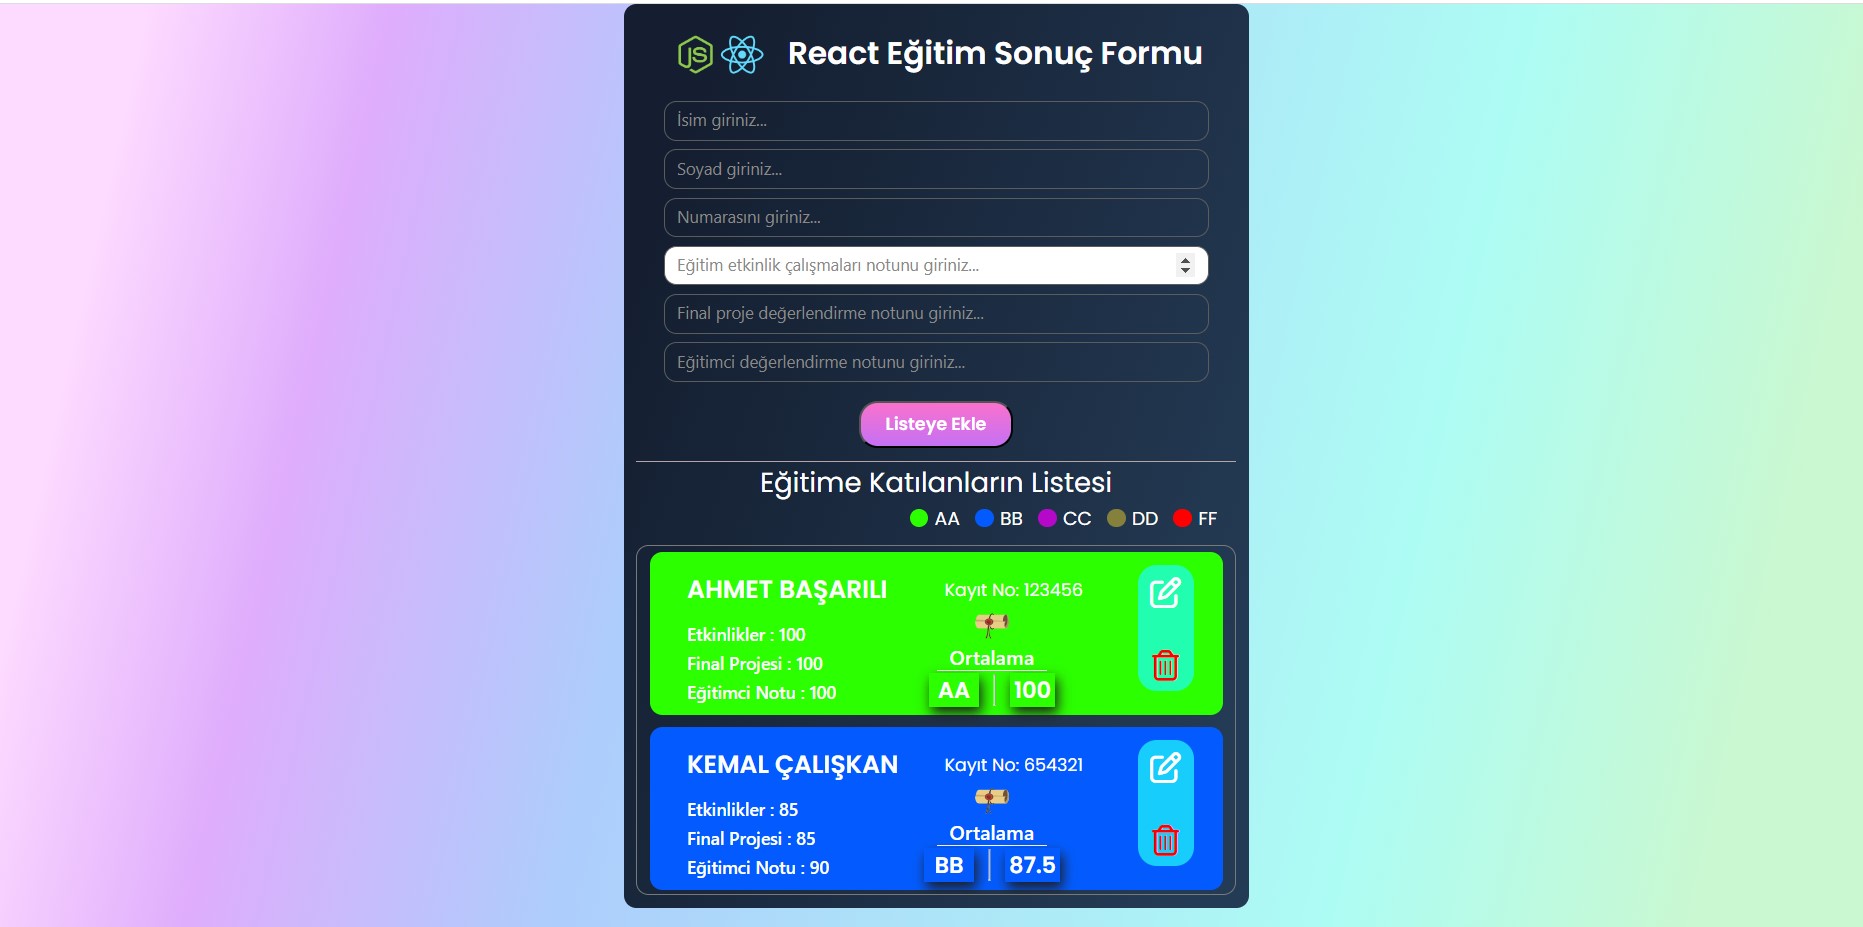 JS
React Eğitim Sonuç Formu
İsim giriniz...
Soyad giriniz...
Numarasını giriniz...
Eğitim etkinlik çalışmaları notunu giriniz...
Final proje değerlendirme notunu giriniz...
Eğitimci değerlendirme notunu giriniz...
Listeye Ekle
Eğitime Katılanların Listesi
AA BB CC DD FF
AHMET BAŞARILI
Kayıt No: 123456
Etkinlikler : 100
Final Projesi : 100
Eğitimci Notu : 100
Ortalama
AA 100
KEMAL ÇALIŞKAN
Kayıt No: 654321
Etkinlikler : 85
Final Projesi : 85
Eğitimci Notu : 90
Ortalama
BB 87.5